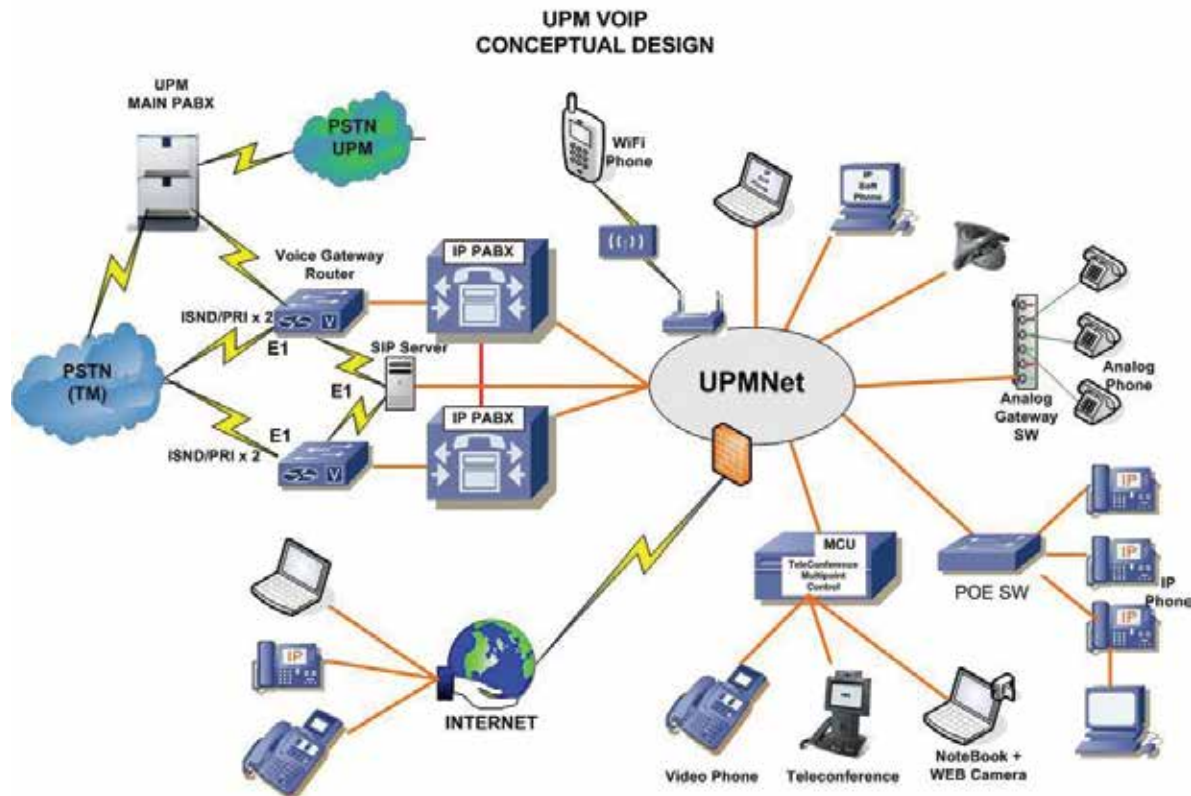 UPM VOIP
CONCEPTUAL DESIGN
UPM
MAIN PABX
PSTN
UPM
WiFi
Phone
IP
Soft
Phone
IP
Soft
Phone
Voice Gateway
Router
IP PABX
ISND/PRI x 2
E1
SIP Server
PSTN
(TM)
E1
UPMNet
Analog
Phone
Analog
Gateway
SW
IP PABX
E1
ISND/PRI x 2
V
V
MCU
TeleConference
Multipoint
Control
POE SW
IP
IP
IP
IP
Phone
IP
INTERNET
Video Phone
Teleconference
NoteBook +
WEB Camera